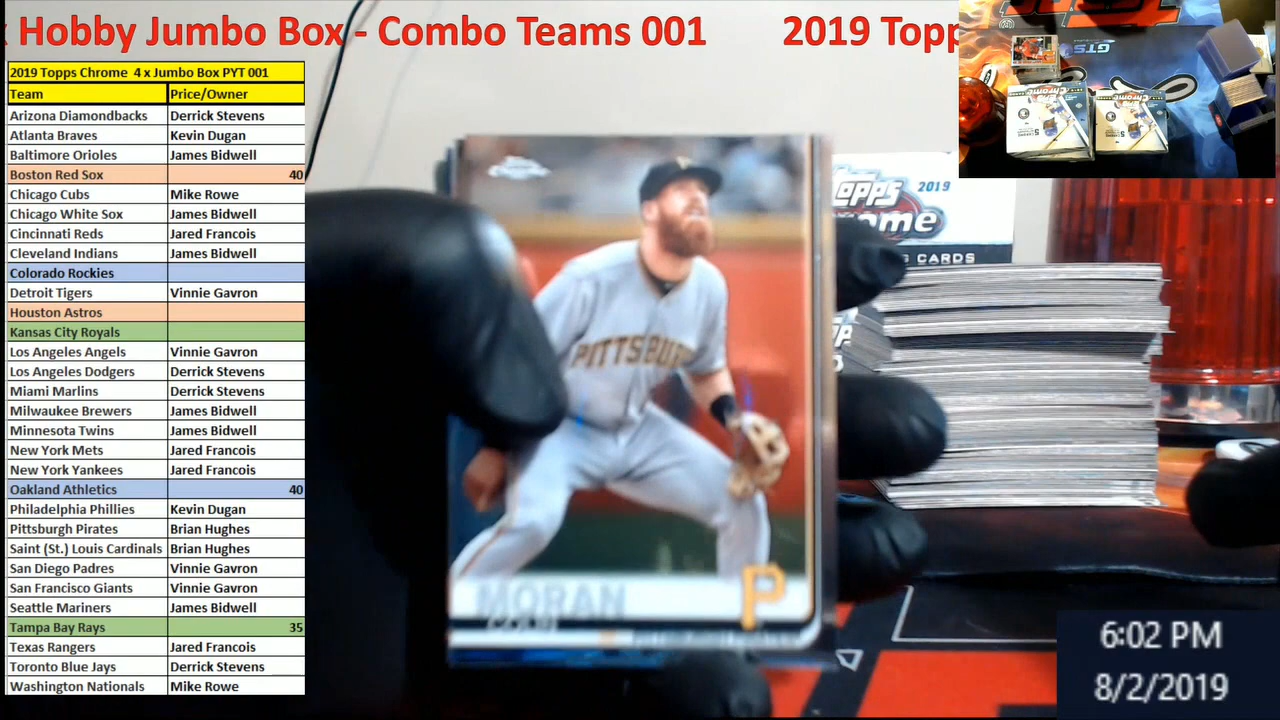 Hobby Jumbo Box - Combo Teams 001 2019 Topp
2019 Topps Chrome 4 x Jumbo Box PYT 001
Team Price/Owner
Arizona Diamondbacks Derrick Stevens
Atlanta Braves Kevin Dugan
Baltimore Orioles James Bidwell
Boston Red Sox 40
Chicago Cubs Mike Rowe
Chicago White Sox James Bidwell
Cincinnati Reds Jared Francois
Cleveland Indians James Bidwell
Colorado Rockies
Detroit Tigers Vinnie Gavron
Houston Astros
Kansas City Royals
Los Angeles Angels Vinnie Gavron
Los Angeles Dodgers Derrick Stevens
Miami Marlins Derrick Stevens
Milwaukee Brewers James Bidwell
Minnesota Twins James Bidwell
New York Mets Jared Francois
New York Yankees Jared Francois
Oakland Athletics 40
Philadelphia Phillies Kevin Dugan
Pittsburgh Pirates Brian Hughes
Saint (St.) Louis Cardinals Brian Hughes
San Diego Padres Vinnie Gavron
San Francisco Giants Vinnie Gavron
Seattle Mariners James Bidwell
Tampa Bay Rays 35
Texas Rangers Jared Francois
Toronto Blue Jays Derrick Stevens
Washington Nationals Mike Rowe
Chrome
PITTSBU
MORAN
COLIN
P
TOPPS 2019
ome
CARDS
GTS
6:02 PM
8/2/2019